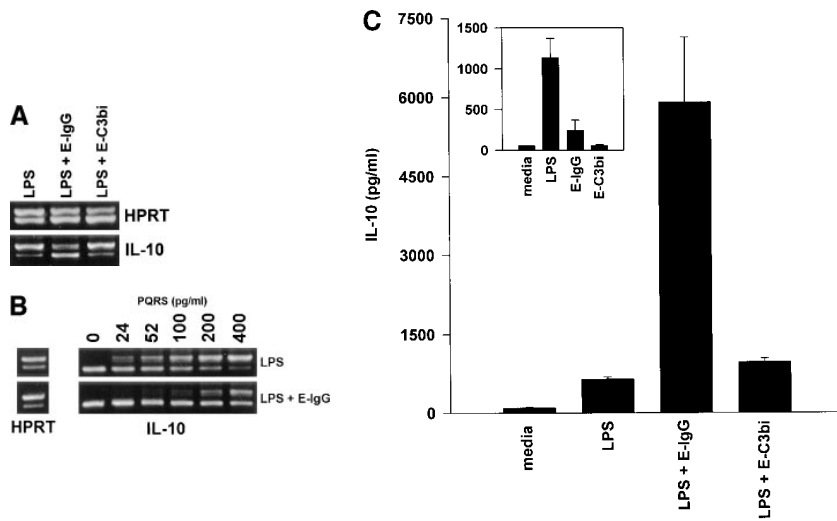 A
LPS
LPS + E-IgG
LPS + E-C3bi
HPRT
IL-10
B
PQRS (pg/ml)
0 24 52 100 200 400
LPS
LPS + E-IgG
HPRT IL-10
C
IL-10 (pg/ml)
7500
6000
4500
3000
1500
0
1500
1000
500
0
media
LPS
E-IgG
E-C3bi
media
LPS
LPS + E-IgG
LPS + E-C3bi